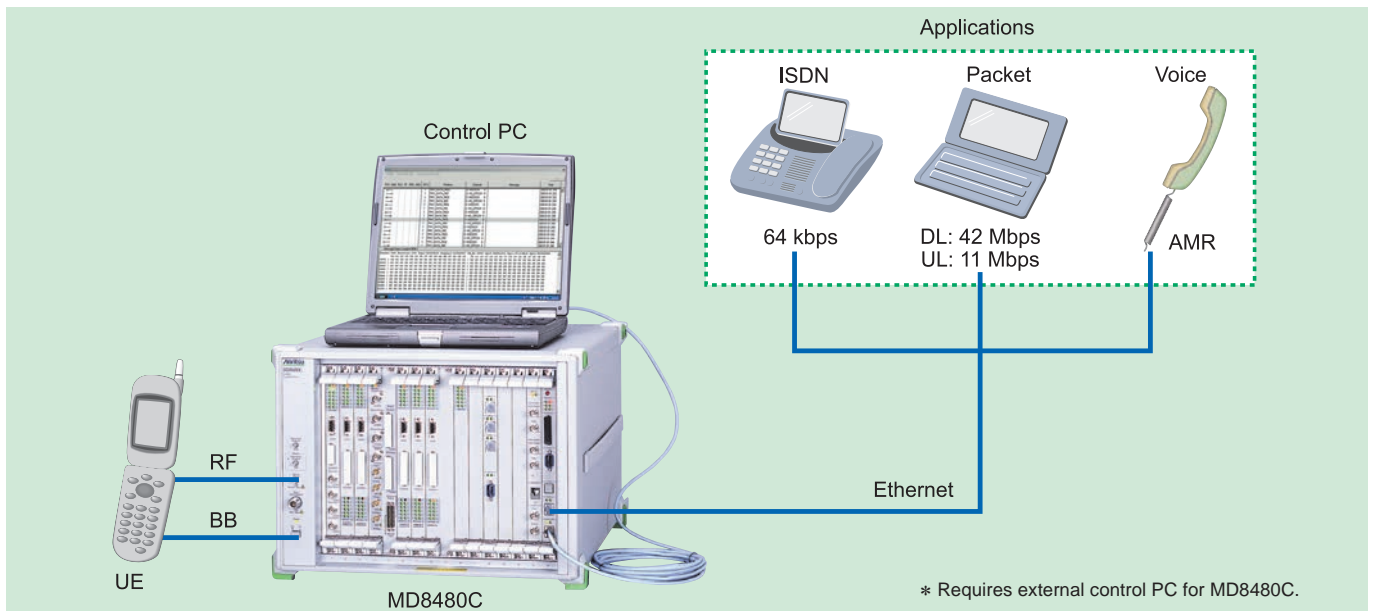 Applications
ISDN
Packet
Voice
Control PC
64 kbps
DL: 42 Mbps
UL: 11 Mbps
AMR
RF
BB
Ethernet
UE
MD8480C
* Requires external control PC for MD8480C.